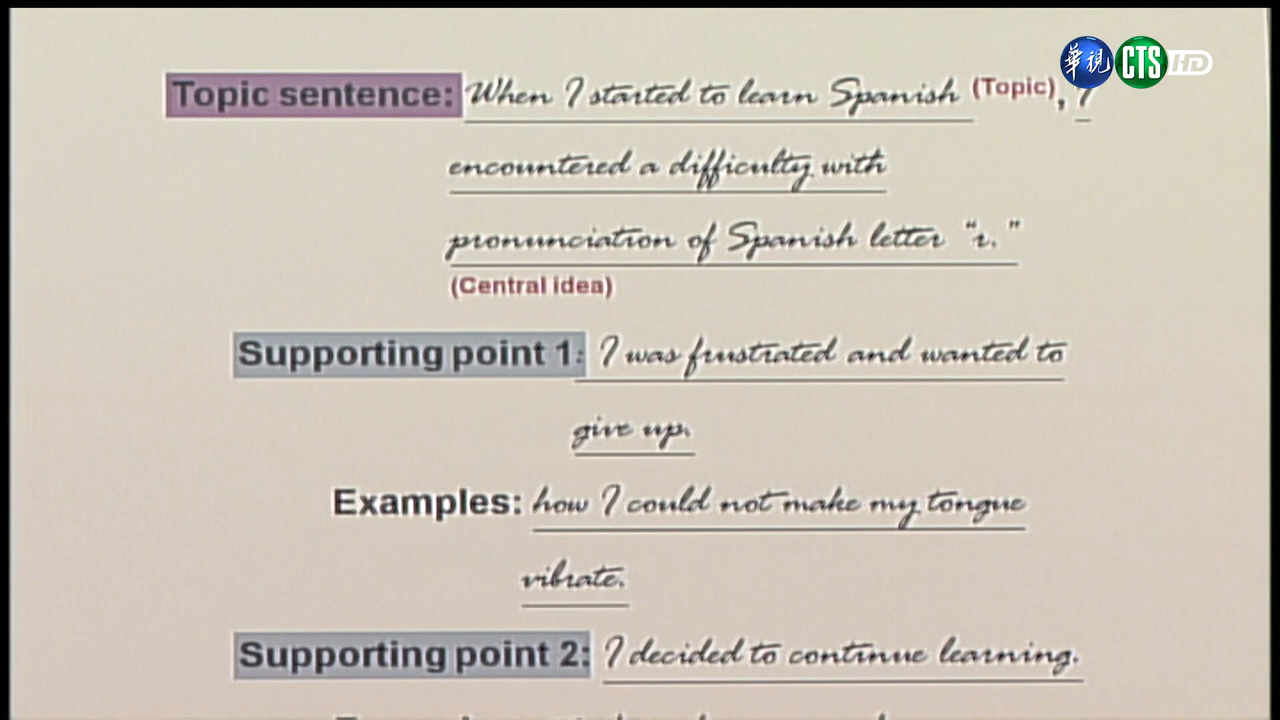 華視 CTS HD
Topic sentence: When I started to learn Spanish (Topic), I
encountered a difficulty with
pronunciation of Spanish letter “r.”
(Central idea)
Supporting point 1: I was frustrated and wanted to
give up.
Examples: how I could not make my tongue
vibrate.
Supporting point 2: I decided to continue learning.